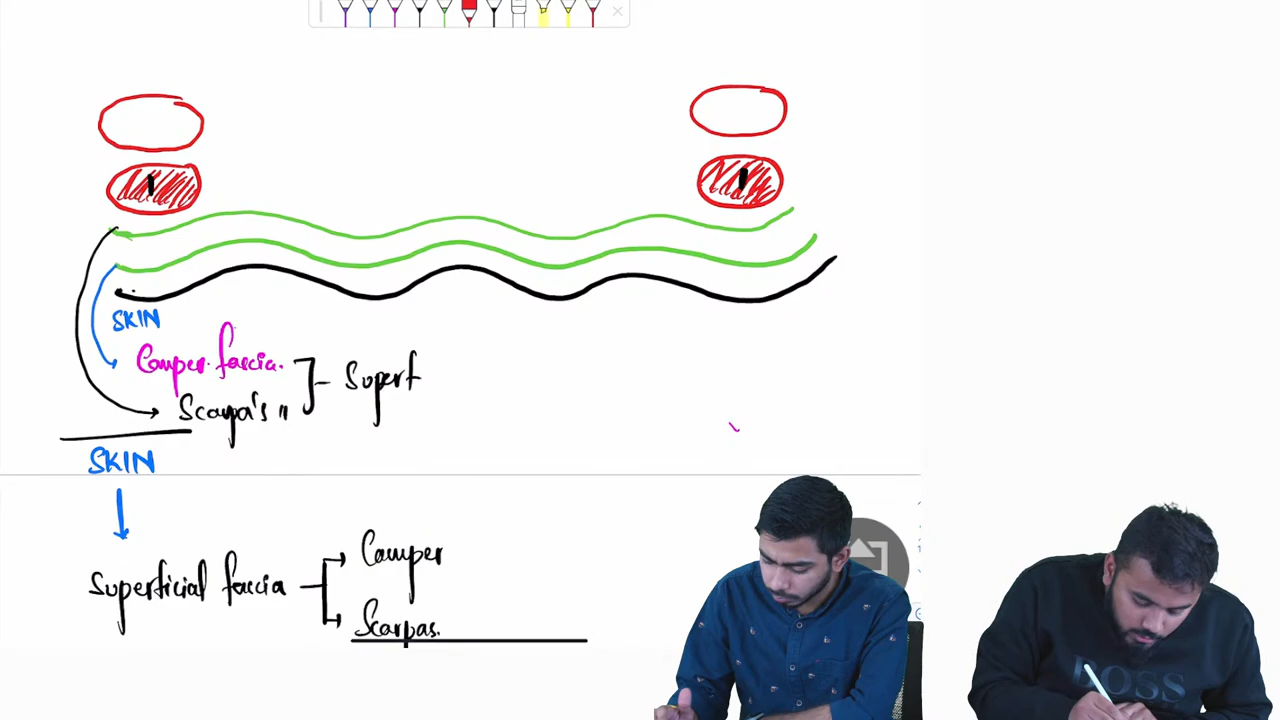 SKIN
Camper fascia.
Scarpa's "
Superf
SKIN
Superficial fascia
Camper
Scarpas.
BOSS